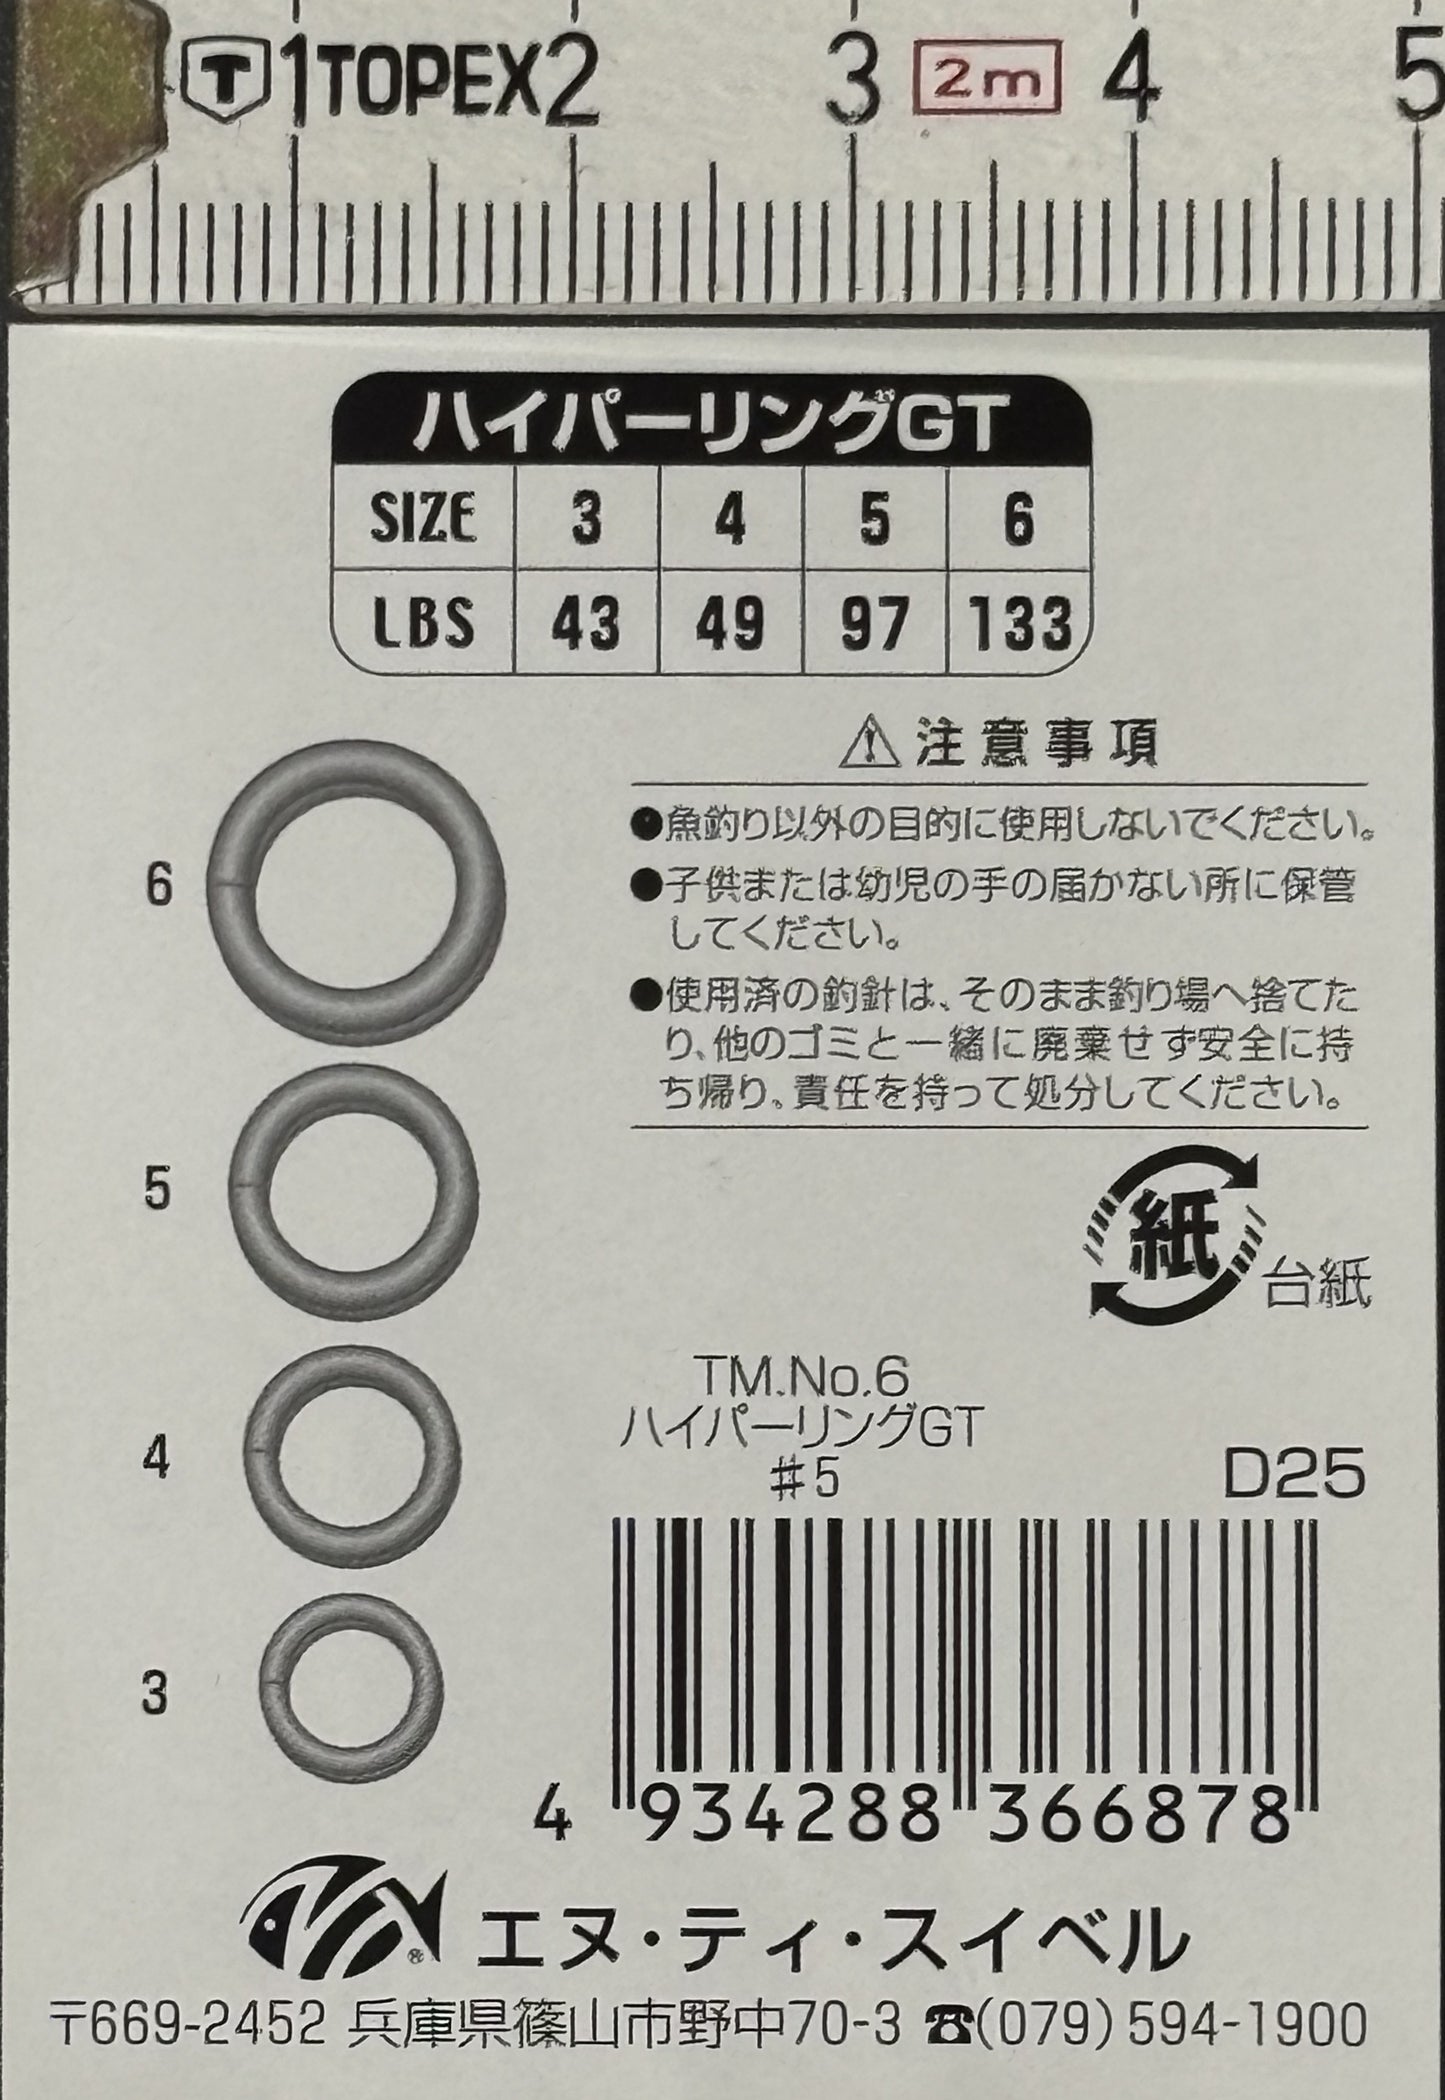 T 1 TOPEX 2 3 2m 4 5
ハイパーリングGT
SIZE 3 4 5 6
LBS 43 49 97 133
⚠注意事項
●魚釣り以外の目的に使用しないでください。
●子供または幼児の手の届かない所に保管
してください。
●使用済の釣針は、そのまま釣り場へ捨てた
り、他のゴミと一緒に廃棄せず安全に持
ち帰り、責任を持って処分してください。
6
5
4
3
紙
台紙
TM.No.6
ハイパーリングGT
#5
D25
4 934288 366878
® エヌ・ティ・スイベル
〒669-2452 兵庫県篠山市野中70-3 ☎(079)594-1900